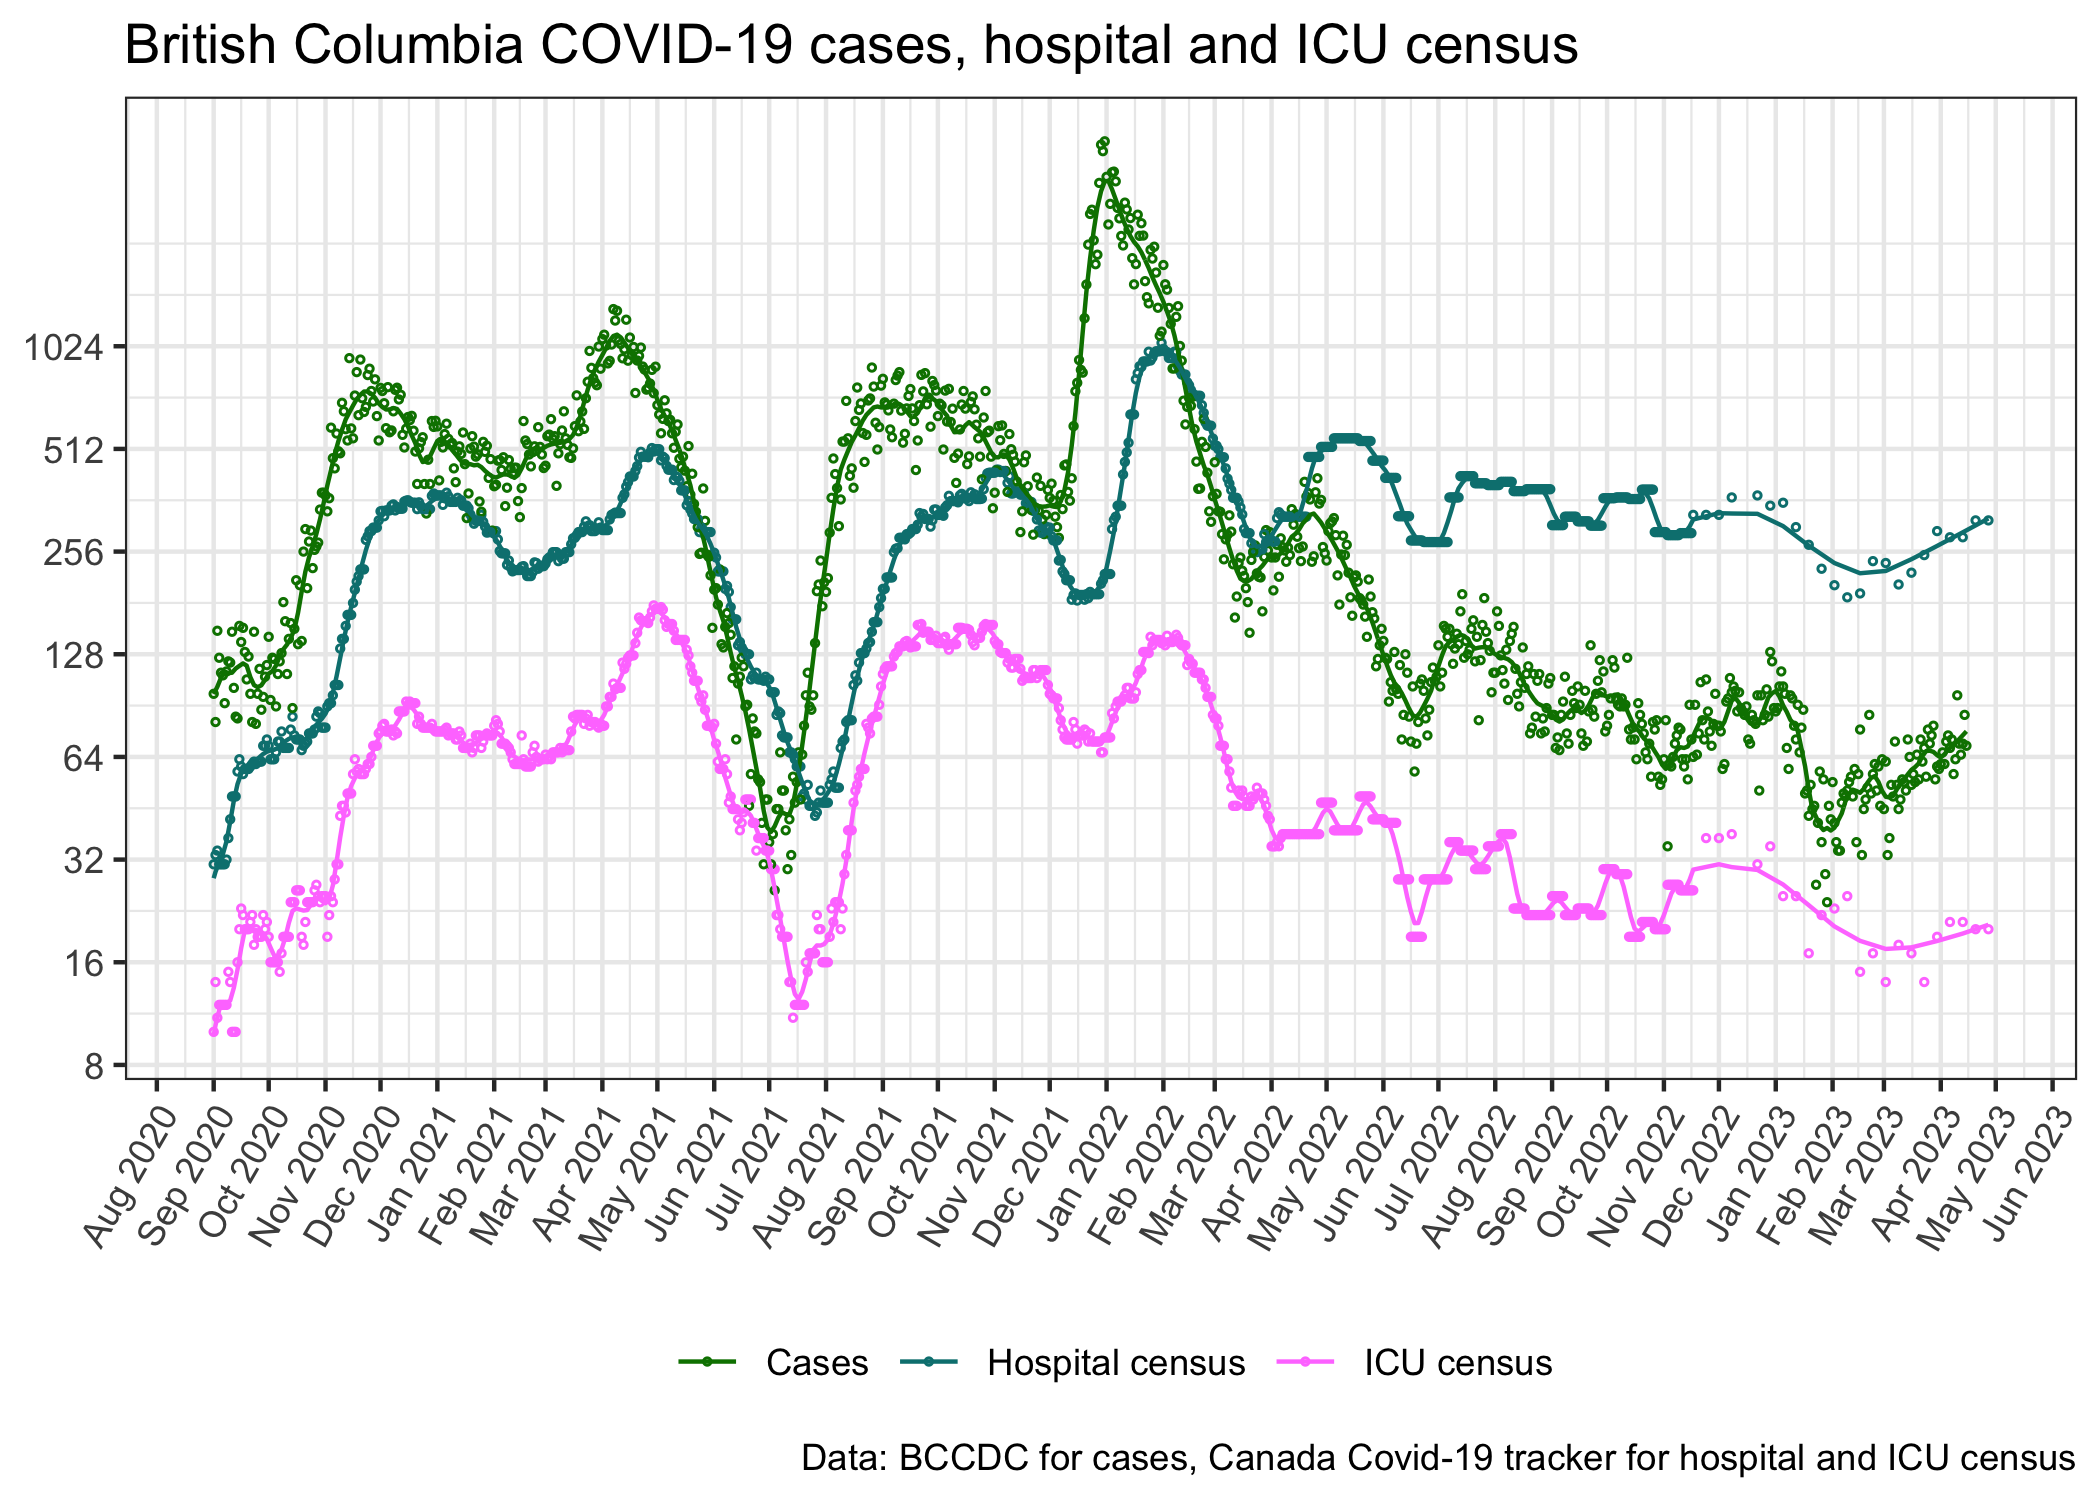 British Columbia COVID-19 cases, hospital and ICU census
1024
512
256
128
64
32
16
8
Aug 2020
Sep 2020
Oct 2020
Nov 2020
Dec 2020
Jan 2021
Feb 2021
Mar 2021
Apr 2021
May 2021
Jun 2021
Jul 2021
Aug 2021
Sep 2021
Oct 2021
Nov 2021
Dec 2021
Jan 2022
Feb 2022
Mar 2022
Apr 2022
May 2022
Jun 2022
Jul 2022
Aug 2022
Sep 2022
Oct 2022
Nov 2022
Dec 2022
Jan 2023
Feb 2023
Mar 2023
Apr 2023
May 2023
Jun 2023
Cases Hospital census ICU census
Data: BCCDC for cases, Canada Covid-19 tracker for hospital and ICU census